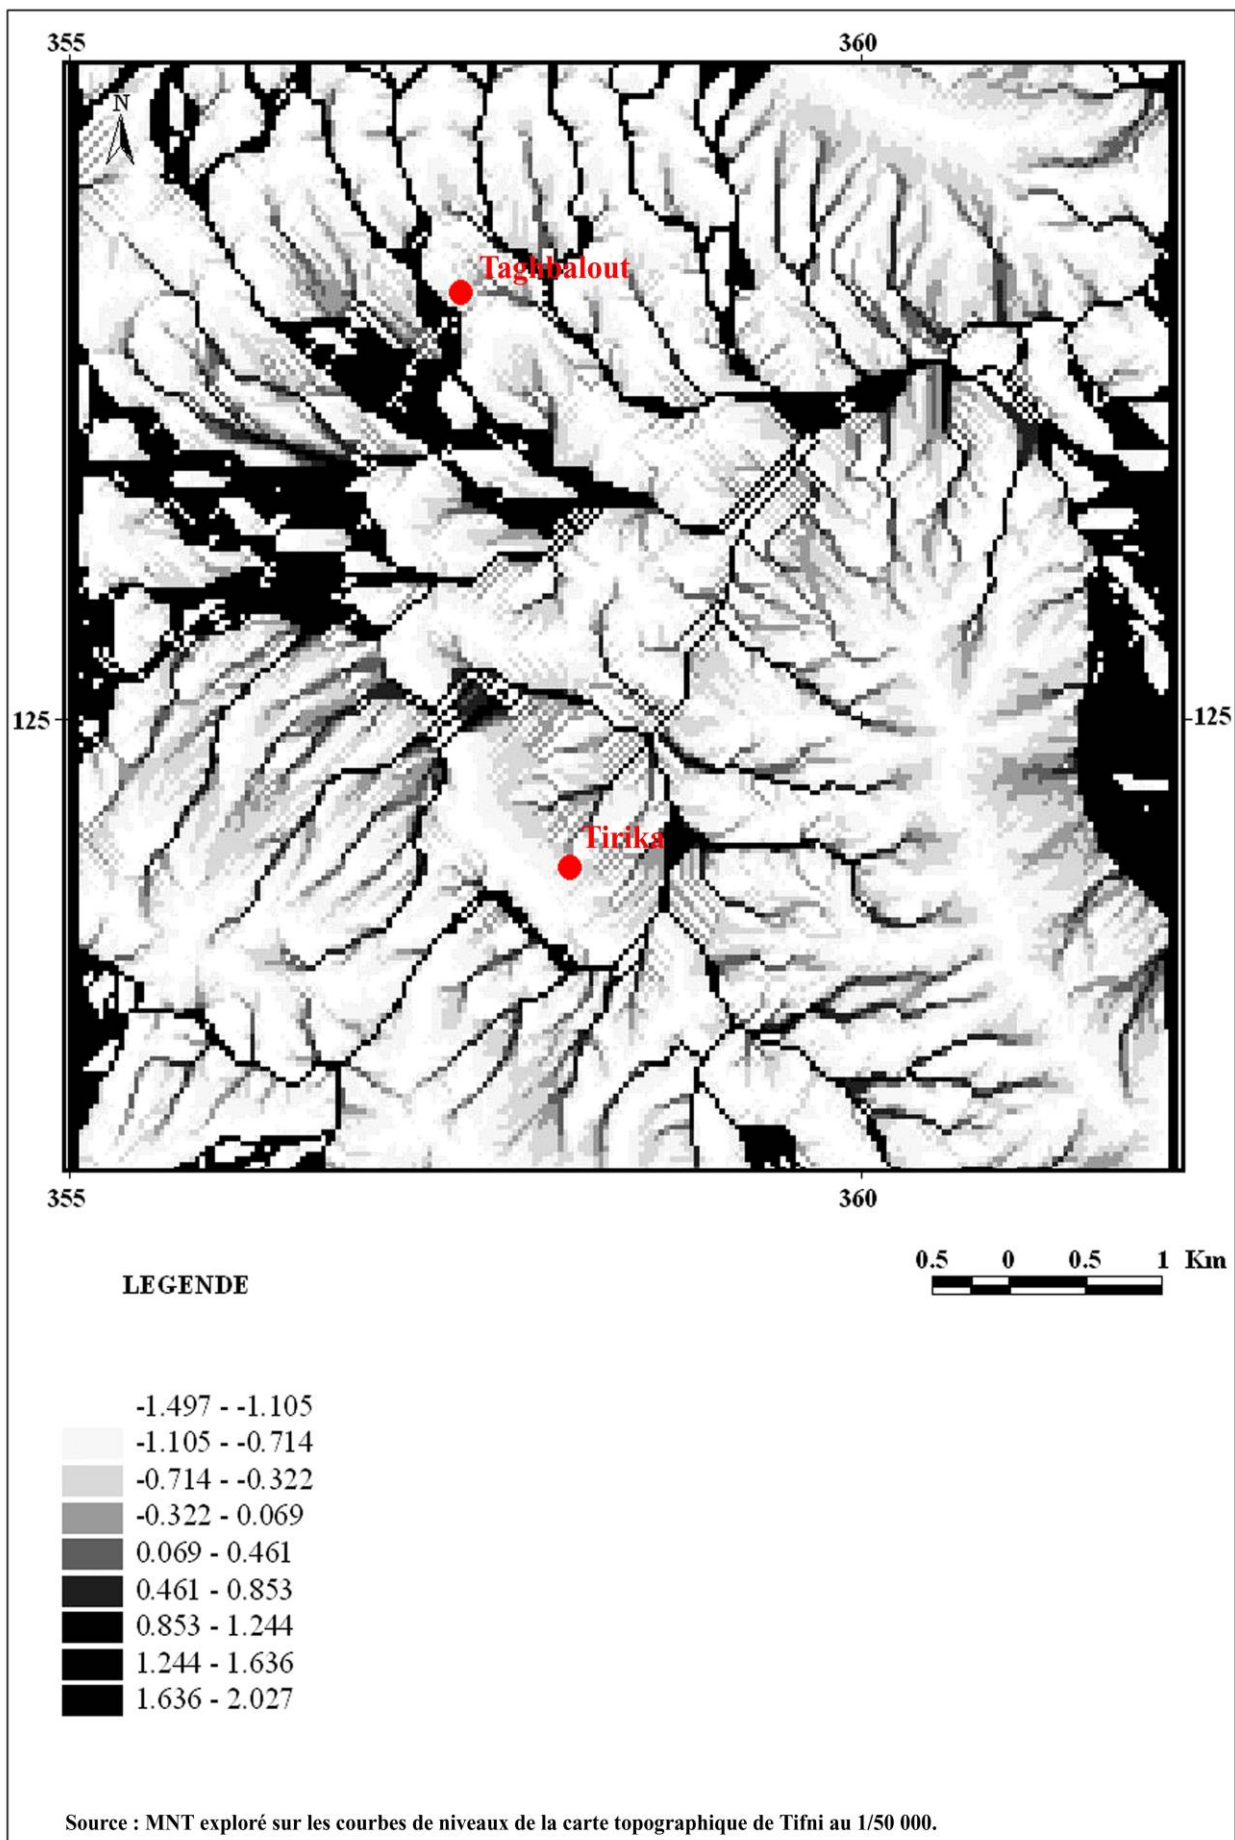 355 360
N
Taghbalout
125 125
Tirika
355 360
0.5 0 0.5 1 Km
LEGENDE
-1.497 - -1.105
-1.105 - -0.714
-0.714 - -0.322
-0.322 - 0.069
0.069 - 0.461
0.461 - 0.853
0.853 - 1.244
1.244 - 1.636
1.636 - 2.027
Source : MNT exploré sur les courbes de niveaux de la carte topographique de Tifni au 1/50 000.